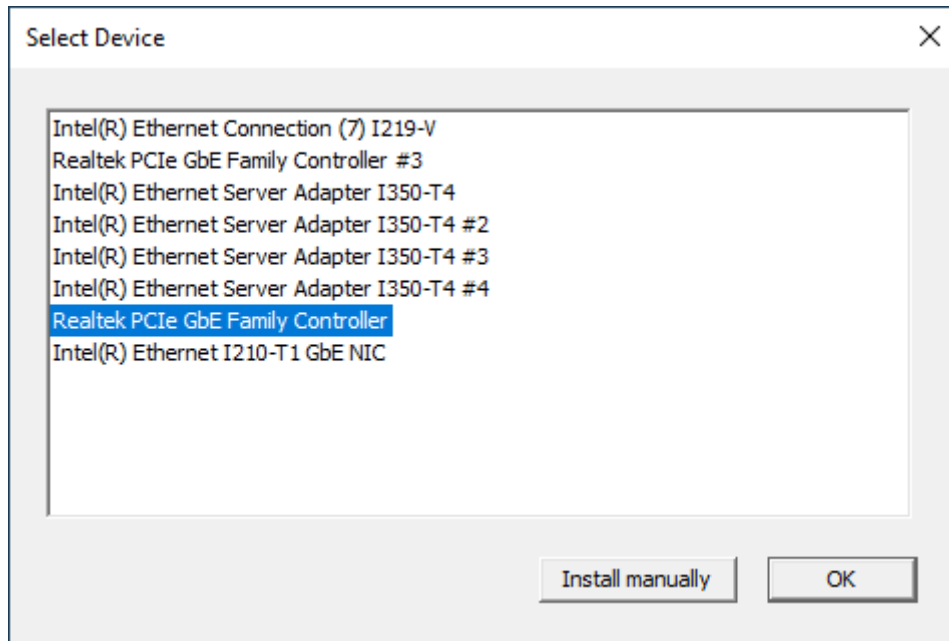 Select Device
Intel(R) Ethernet Connection (7) I219-V
Realtek PCIe GbE Family Controller #3
Intel(R) Ethernet Server Adapter I350-T4
Intel(R) Ethernet Server Adapter I350-T4 #2
Intel(R) Ethernet Server Adapter I350-T4 #3
Intel(R) Ethernet Server Adapter I350-T4 #4
Realtek PCIe GbE Family Controller
Intel(R) Ethernet I210-T1 GbE NIC
Install manually
OK